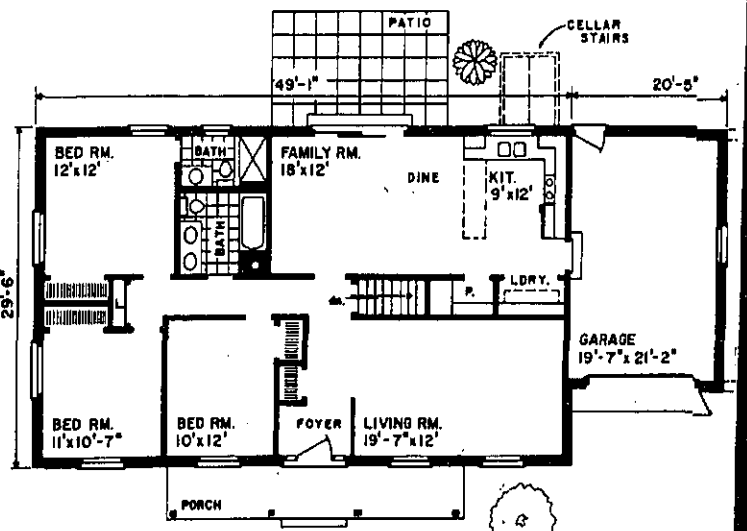 PATIO
CELLAR
STAIRS
49'-1"
20'-5"
BED RM.
12'x12'
BATH
FAMILY RM.
18'x12'
DINE
KIT.
9'x12'
BATH
29'-6"
L
P.
LDRY.
GARAGE
19'-7"x21'-2"
BED RM.
11'x10'-7"
BED RM.
10'x12'
FOYER
LIVING RM.
19'-7"x12'
PORCH